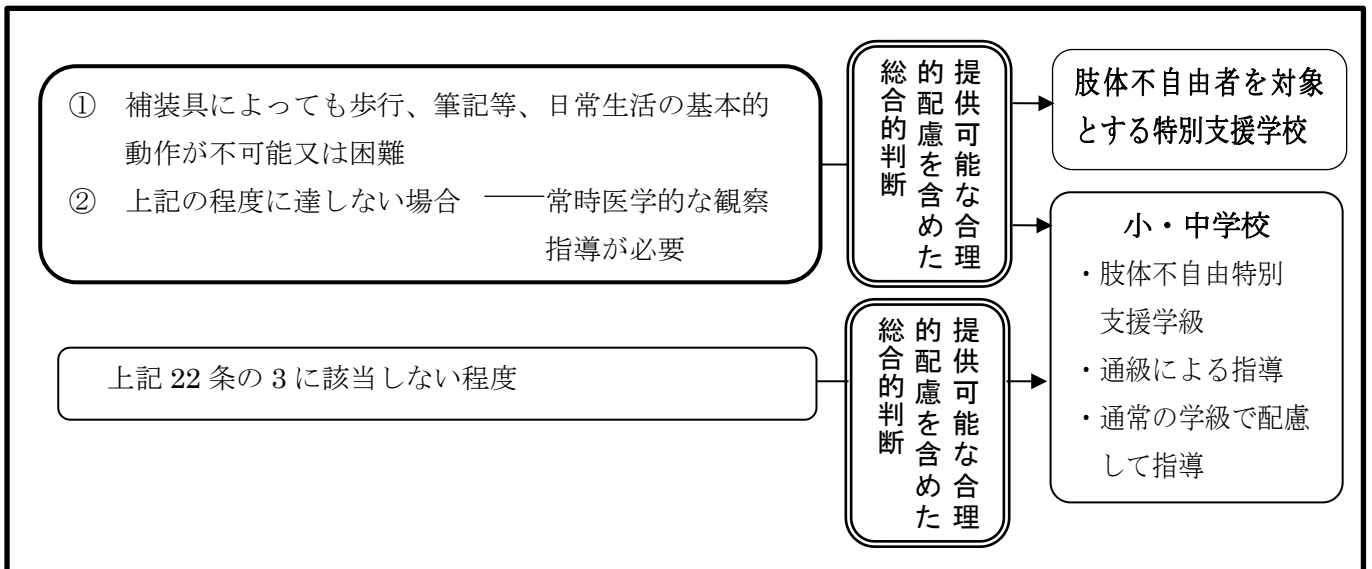 ① 補装具によっても歩行、筆記等、日常生活の基本的
動作が不可能又は困難
② 上記の程度に達しない場合 ――常時医学的な観察
指導が必要
提供可能な合理
的配慮を含めた
総合的判断
肢体不自由者を対象
とする特別支援学校
上記 22 条の 3 に該当しない程度
提供可能な合理
的配慮を含めた
総合的判断
小・中学校
・肢体不自由特別
支援学級
・通級による指導
・通常の学級で配慮
して指導